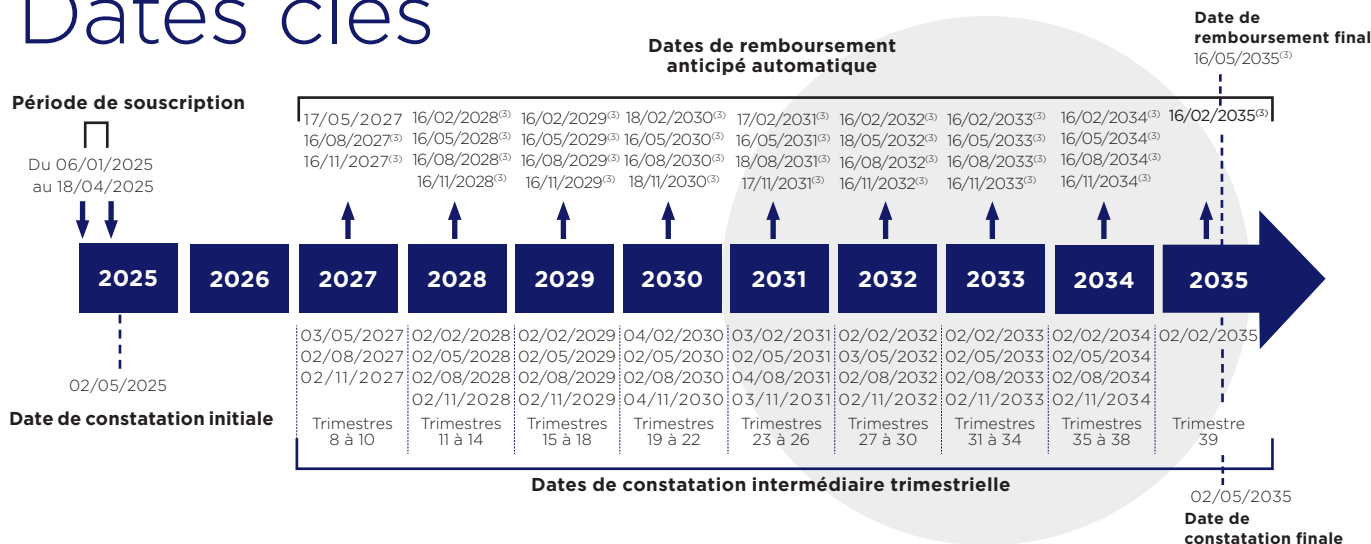 Dates clés
Date de
remboursement final
16/05/2035(3)
Dates de remboursement
anticipé automatique
Période de souscription
Du 06/01/2025
au 18/04/2025
17/05/2027 16/02/2028(3) 16/02/2029(3) 18/02/2030(3) 17/02/2031(3) 16/02/2032(3) 16/02/2033(3) 16/02/2034(3) 16/02/2035(3)
16/08/2027(3) 16/05/2028(3) 16/05/2029(3) 16/05/2030(3) 16/05/2031(3) 18/05/2032(3) 16/05/2033(3) 16/05/2034(3)
16/11/2027(3) 16/08/2028(3) 16/08/2029(3) 16/08/2030(3) 18/08/2031(3) 16/08/2032(3) 16/08/2033(3) 16/08/2034(3)
16/11/2028(3) 16/11/2029(3) 18/11/2030(3) 17/11/2031(3) 16/11/2032(3) 16/11/2033(3) 16/11/2034(3)
2025 2026 2027 2028 2029 2030 2031 2032 2033 2034 2035
03/05/2027 02/02/2028 02/02/2029 04/02/2030 03/02/2031 02/02/2032 02/02/2033 02/02/2034 02/02/2035
02/08/2027 02/05/2028 02/05/2029 02/05/2030 02/05/2031 03/05/2032 02/05/2033 02/05/2034
02/11/2027 02/08/2028 02/08/2029 02/08/2030 04/08/2031 02/08/2032 02/08/2033 02/08/2034
02/11/2028 02/11/2029 04/11/2030 03/11/2031 02/11/2032 02/11/2033 02/11/2034
02/05/2025
Date de constatation initiale
Trimestres Trimestres Trimestres Trimestres Trimestres Trimestres Trimestres Trimestres Trimestre
8 à 10 11 à 14 15 à 18 19 à 22 23 à 26 27 à 30 31 à 34 35 à 38 39
Dates de constatation intermédiaire trimestrielle
02/05/2035
Date de
constatation finale